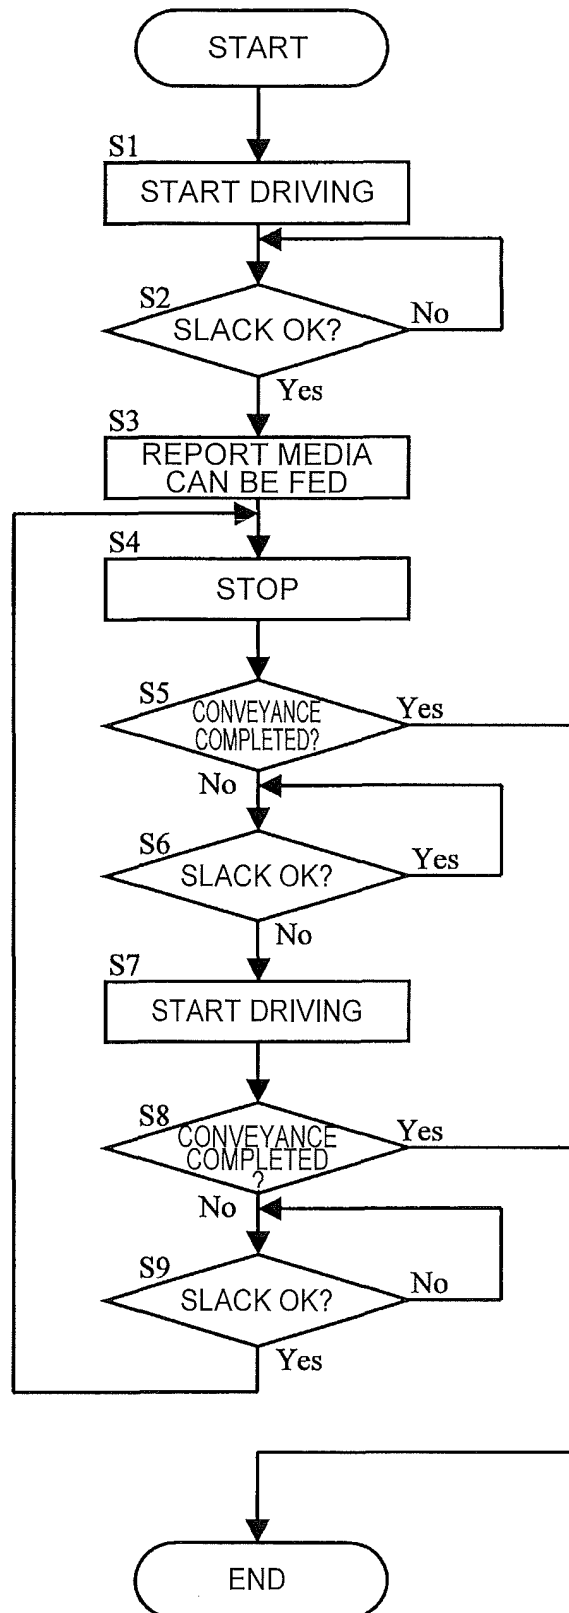 START
S1
START DRIVING
S2
SLACK OK?
No
Yes
S3
REPORT MEDIA
CAN BE FED
S4
STOP
S5
CONVEYANCE
COMPLETED?
Yes
No
S6
SLACK OK?
Yes
No
S7
START DRIVING
S8
CONVEYANCE
COMPLETED
?
Yes
No
S9
SLACK OK?
No
Yes
END